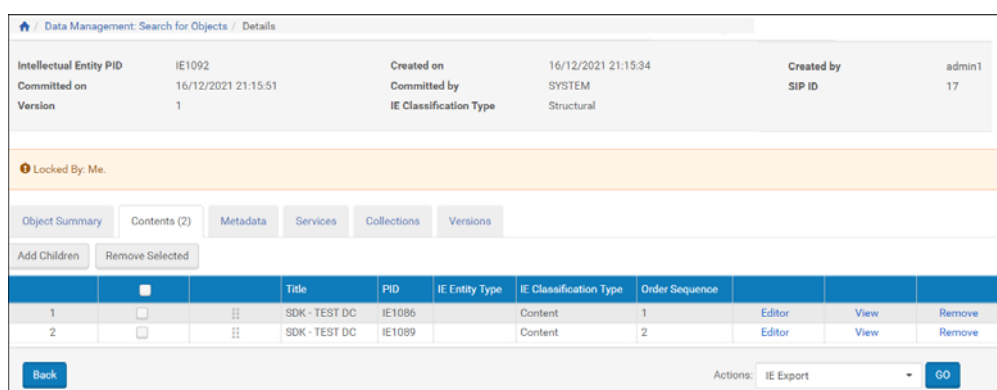 / Data Management: Search for Objects / Details
Intellectual Entity PID IE1092 Created on 16/12/2021 21:15:34 Created by admin1
Committed on 16/12/2021 21:15:51 Committed by SYSTEM SIP ID 17
Version 1 IE Classification Type Structural
Locked By: Me.
Object Summary Contents (2) Metadata Services Collections Versions
Add Children Remove Selected
Title PID IE Entity Type IE Classification Type Order Sequence
1 SDK - TEST DC IE1086 Content 1 Editor View Remove
2 SDK - TEST DC IE1089 Content 2 Editor View Remove
Back Actions: IE Export GO